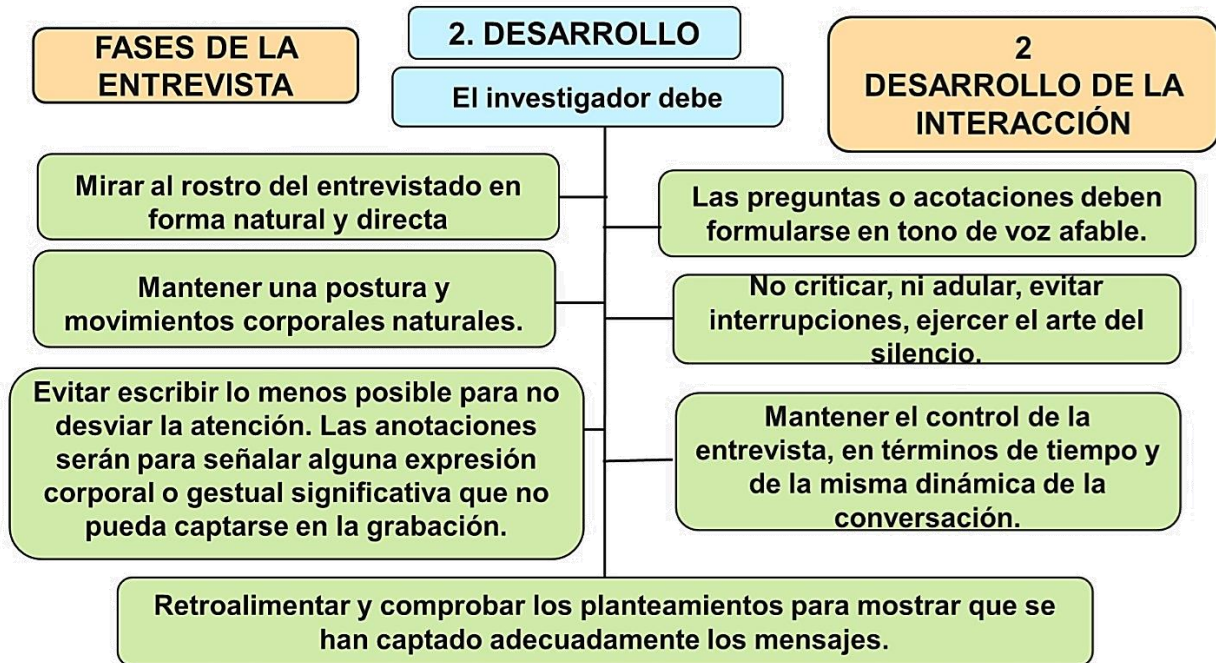 FASES DE LA
ENTREVISTA
2. DESARROLLO
El investigador debe
2
DESARROLLO DE LA
INTERACCIÓN
Mirar al rostro del entrevistado en
forma natural y directa
Las preguntas o acotaciones deben
formularse en tono de voz afable.
Mantener una postura y
movimientos corporales naturales.
No criticar, ni adular, evitar
interrupciones, ejercer el arte del
silencio.
Evitar escribir lo menos posible para no
desviar la atención. Las anotaciones
serán para señalar alguna expresión
corporal o gestual significativa que no
pueda captarse en la grabación.
Mantener el control de la
entrevista, en términos de tiempo y
de la misma dinámica de la
conversación.
Retroalimentar y comprobar los planteamientos para mostrar que se
han captado adecuadamente los mensajes.